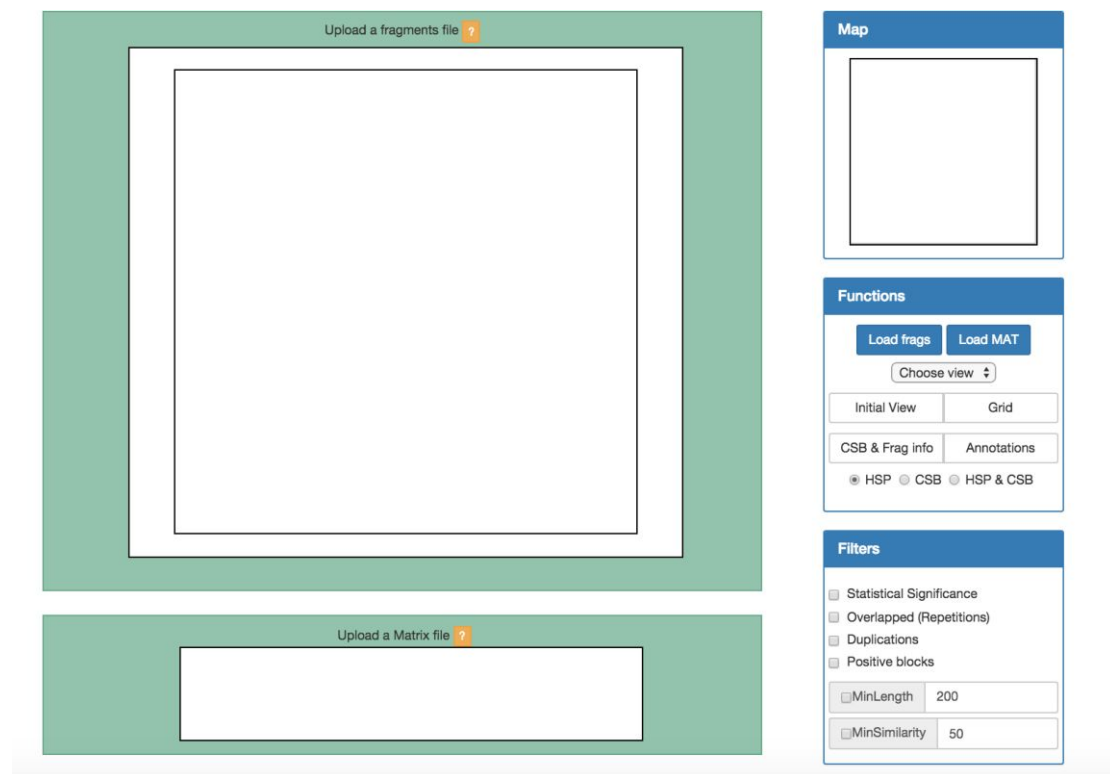 Upload a fragments file ?
Upload a Matrix file ?
Map
Functions
Load frags Load MAT
Choose view
Initial View Grid
CSB & Frag info Annotations
HSP CSB HSP & CSB
Filters
Statistical Significance
Overlapped (Repetitions)
Duplications
Positive blocks
MinLength 200
MinSimilarity 50